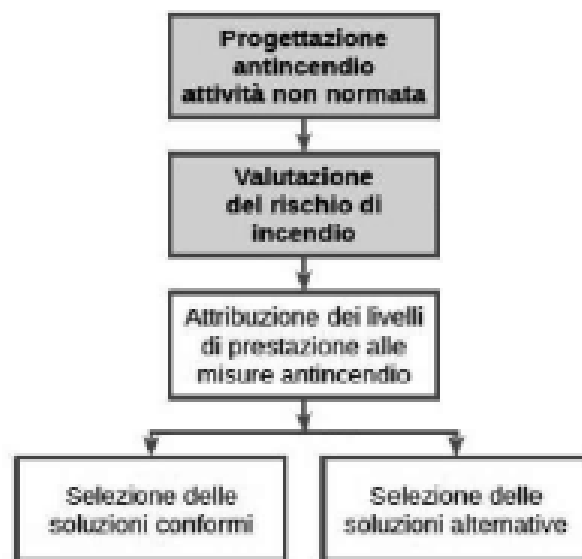 Progettazione
antincendio
attività non normata
Valutazione
del rischio di
incendio
Attribuzione dei livelli
di prestazione alle
misure antincendio
Selezione delle
soluzioni conformi
Selezione delle
soluzioni alternative